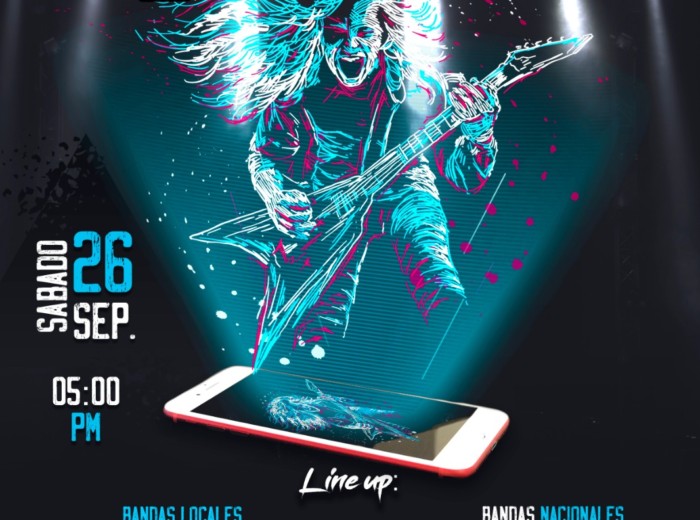 SABADO
26
SEP.
05:00
PM
Line up:
BANDAS LOCALES
BANDAS NACIONALES